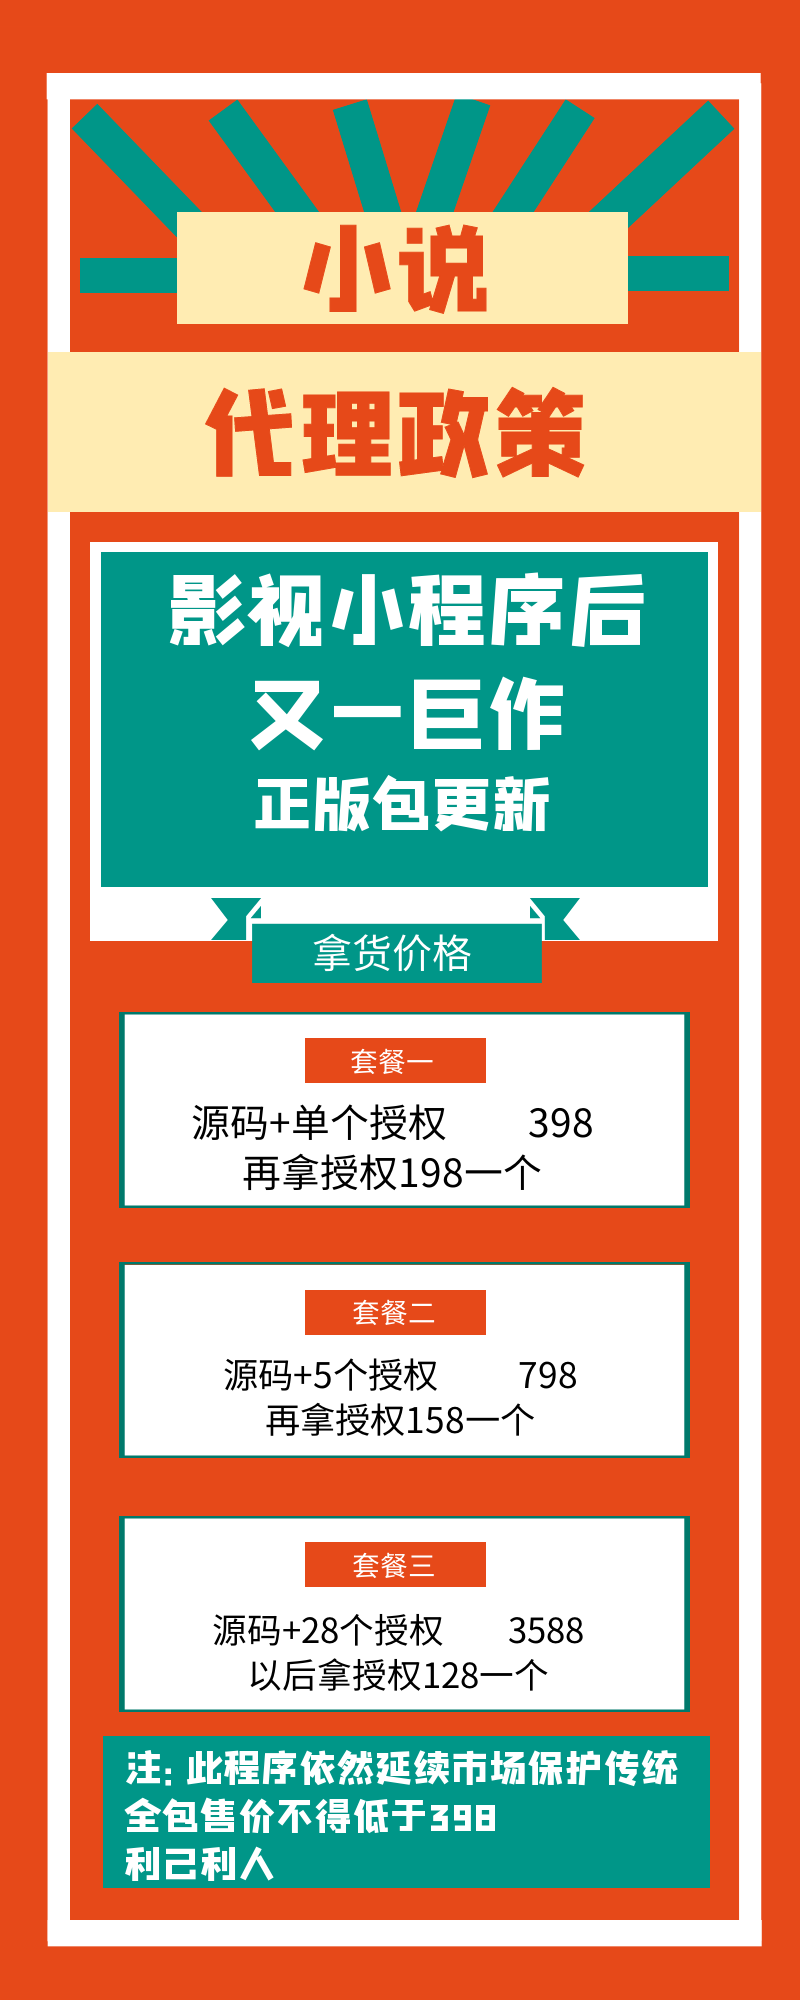 小说
代理政策
影视小程序后
又一巨作
正版包更新
拿货价格
套餐一
源码+单个授权 398
再拿授权198一个
套餐二
源码+5个授权 798
再拿授权158一个
套餐三
源码+28个授权 3588
以后拿授权128一个
注：此程序依然延续市场保护传统
全包售价不得低于398
利己利人